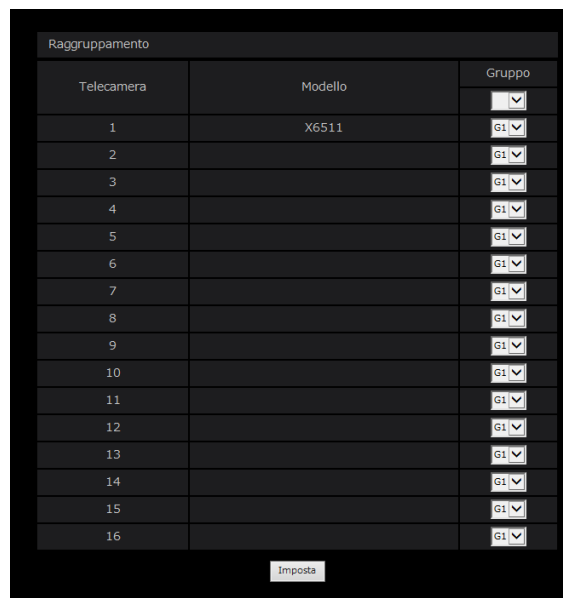 Raggruppamento
Telecamera Modello Gruppo
1 X6511 G1
2 G1
3 G1
4 G1
5 G1
6 G1
7 G1
8 G1
9 G1
10 G1
11 G1
12 G1
13 G1
14 G1
15 G1
16 G1
Imposta